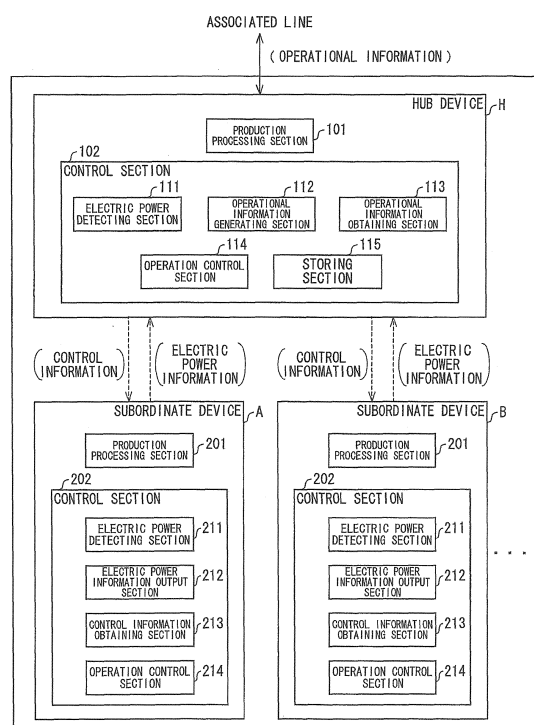 ASSOCIATED LINE
(OPERATIONAL INFORMATION)
HUB DEVICE
H
PRODUCTION
PROCESSING SECTION
101
102
CONTROL SECTION
111
ELECTRIC POWER
DETECTING SECTION
112
OPERATIONAL
INFORMATION
GENERATING SECTION
113
OPERATIONAL
INFORMATION
OBTAINING SECTION
114
OPERATION CONTROL
SECTION
115
STORING
SECTION
(CONTROL
INFORMATION)
(ELECTRIC
POWER
INFORMATION)
(CONTROL
INFORMATION)
(ELECTRIC
POWER
INFORMATION)
SUBORDINATE DEVICE
A
PRODUCTION
PROCESSING SECTION
201
202
CONTROL SECTION
ELECTRIC POWER
DETECTING SECTION
211
ELECTRIC POWER
INFORMATION OUTPUT
SECTION
212
CONTROL INFORMATION
OBTAINING SECTION
213
OPERATION CONTROL
SECTION
214
SUBORDINATE DEVICE
B
PRODUCTION
PROCESSING SECTION
201
202
CONTROL SECTION
ELECTRIC POWER
DETECTING SECTION
211
ELECTRIC POWER
INFORMATION OUTPUT
SECTION
212
CONTROL INFORMATION
OBTAINING SECTION
213
OPERATION CONTROL
SECTION
214
. . .